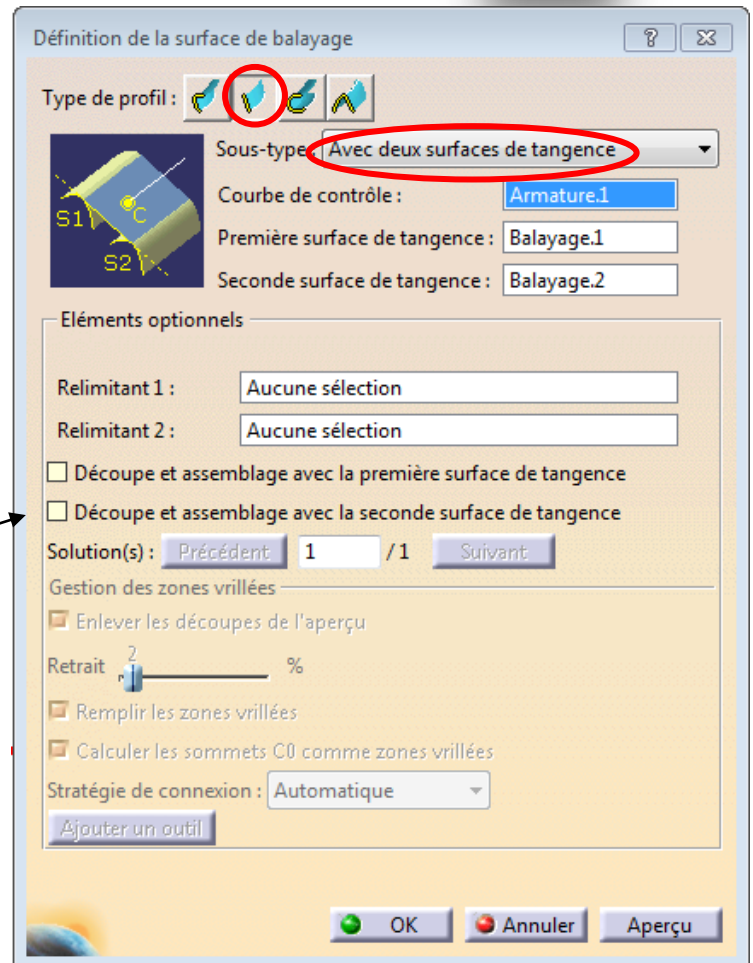 Définition de la surface de balayage
Type de profil :
Sous-type : Avec deux surfaces de tangence
S1 C
S2
Courbe de contrôle : Armature.1
Première surface de tangence : Balayage.1
Seconde surface de tangence : Balayage.2
Eléments optionnels
Relimitant 1 : Aucune sélection
Relimitant 2 : Aucune sélection
Découpe et assemblage avec la première surface de tangence
Découpe et assemblage avec la seconde surface de tangence
Solution(s) : Précédent 1 / 1 Suivant
Gestion des zones vrillées
Enlever les découpes de l'aperçu
2
Retrait %
Remplir les zones vrillées
Calculer les sommets C0 comme zones vrillées
Stratégie de connexion : Automatique
Ajouter un outil
OK Annuler Aperçu